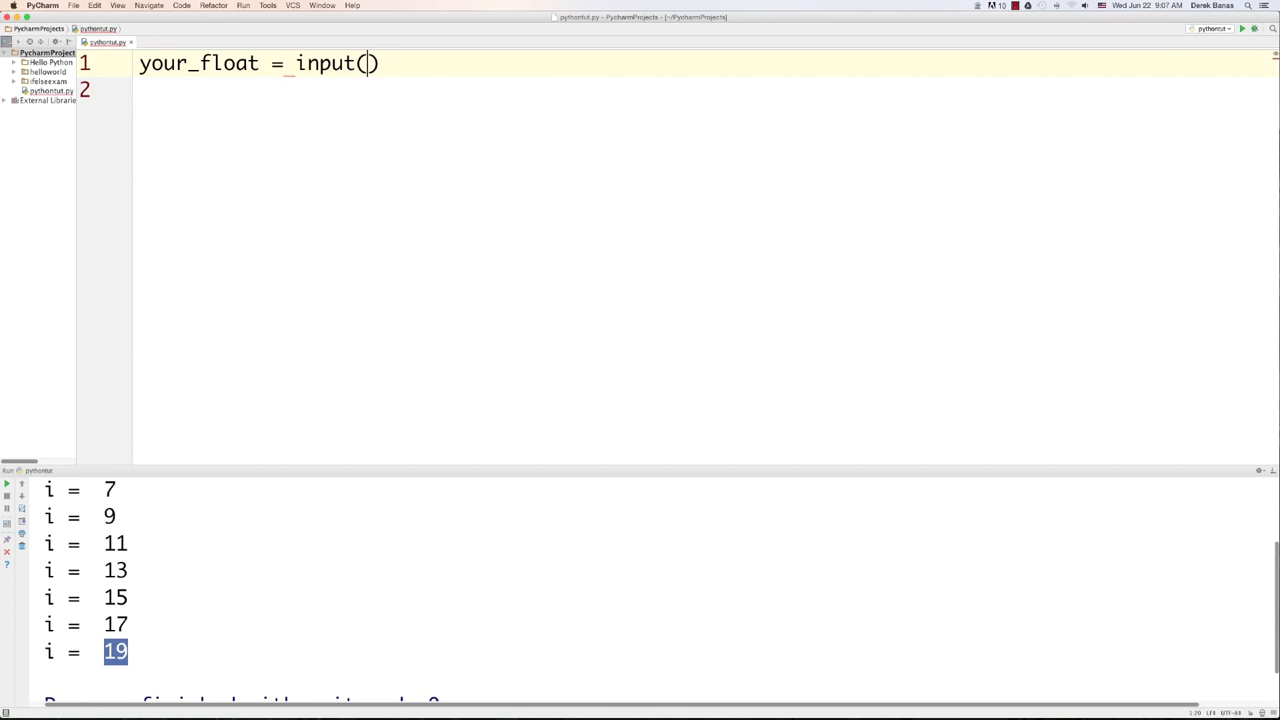 PyCharm File Edit View Navigate Code Refactor Run Tools VCS Window Help
10 Wed Jun 22 9:07 AM Derek Banas
pythontut.py - PycharmProjects - [~/PycharmProjects]
PycharmProjects pythontut.py
pythontut
pythontut.py
PycharmProject
Hello Python
helloworld
ifelseexam
pythontut.py
External Librarie
1 your_float = input()
2
Run pythontut
i = 7
i = 9
i = 11
i = 13
i = 15
i = 17
i = 19
1:20 LF UTF-8